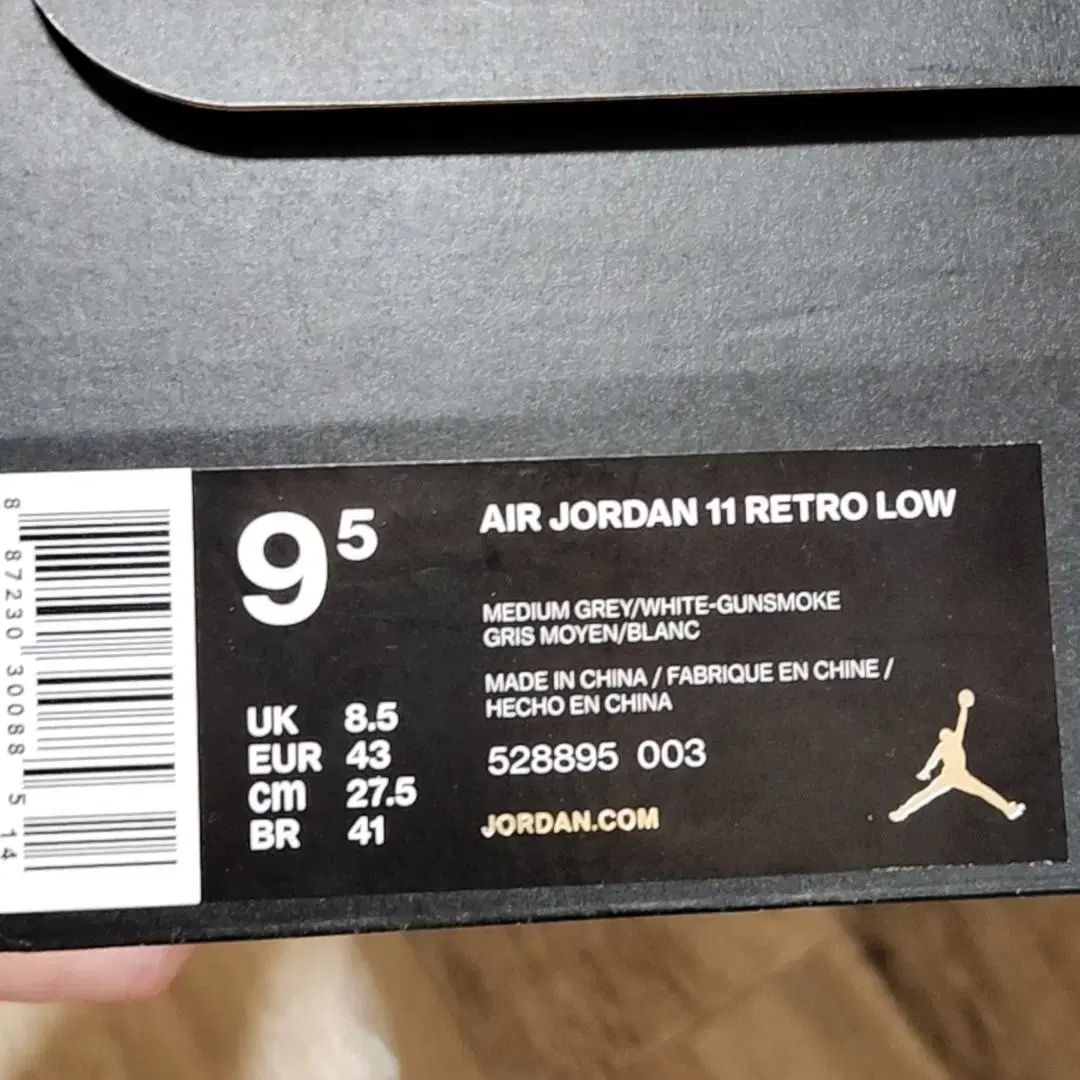 9 5
AIR JORDAN 11 RETRO LOW
MEDIUM GREY/WHITE-GUNSMOKE
GRIS MOYEN/BLANC
MADE IN CHINA / FABRIQUE EN CHINE /
HECHO EN CHINA
528895 003
JORDAN.COM
UK 8.5
EUR 43
cm 27.5
BR 41
8 87230 30088 5 14